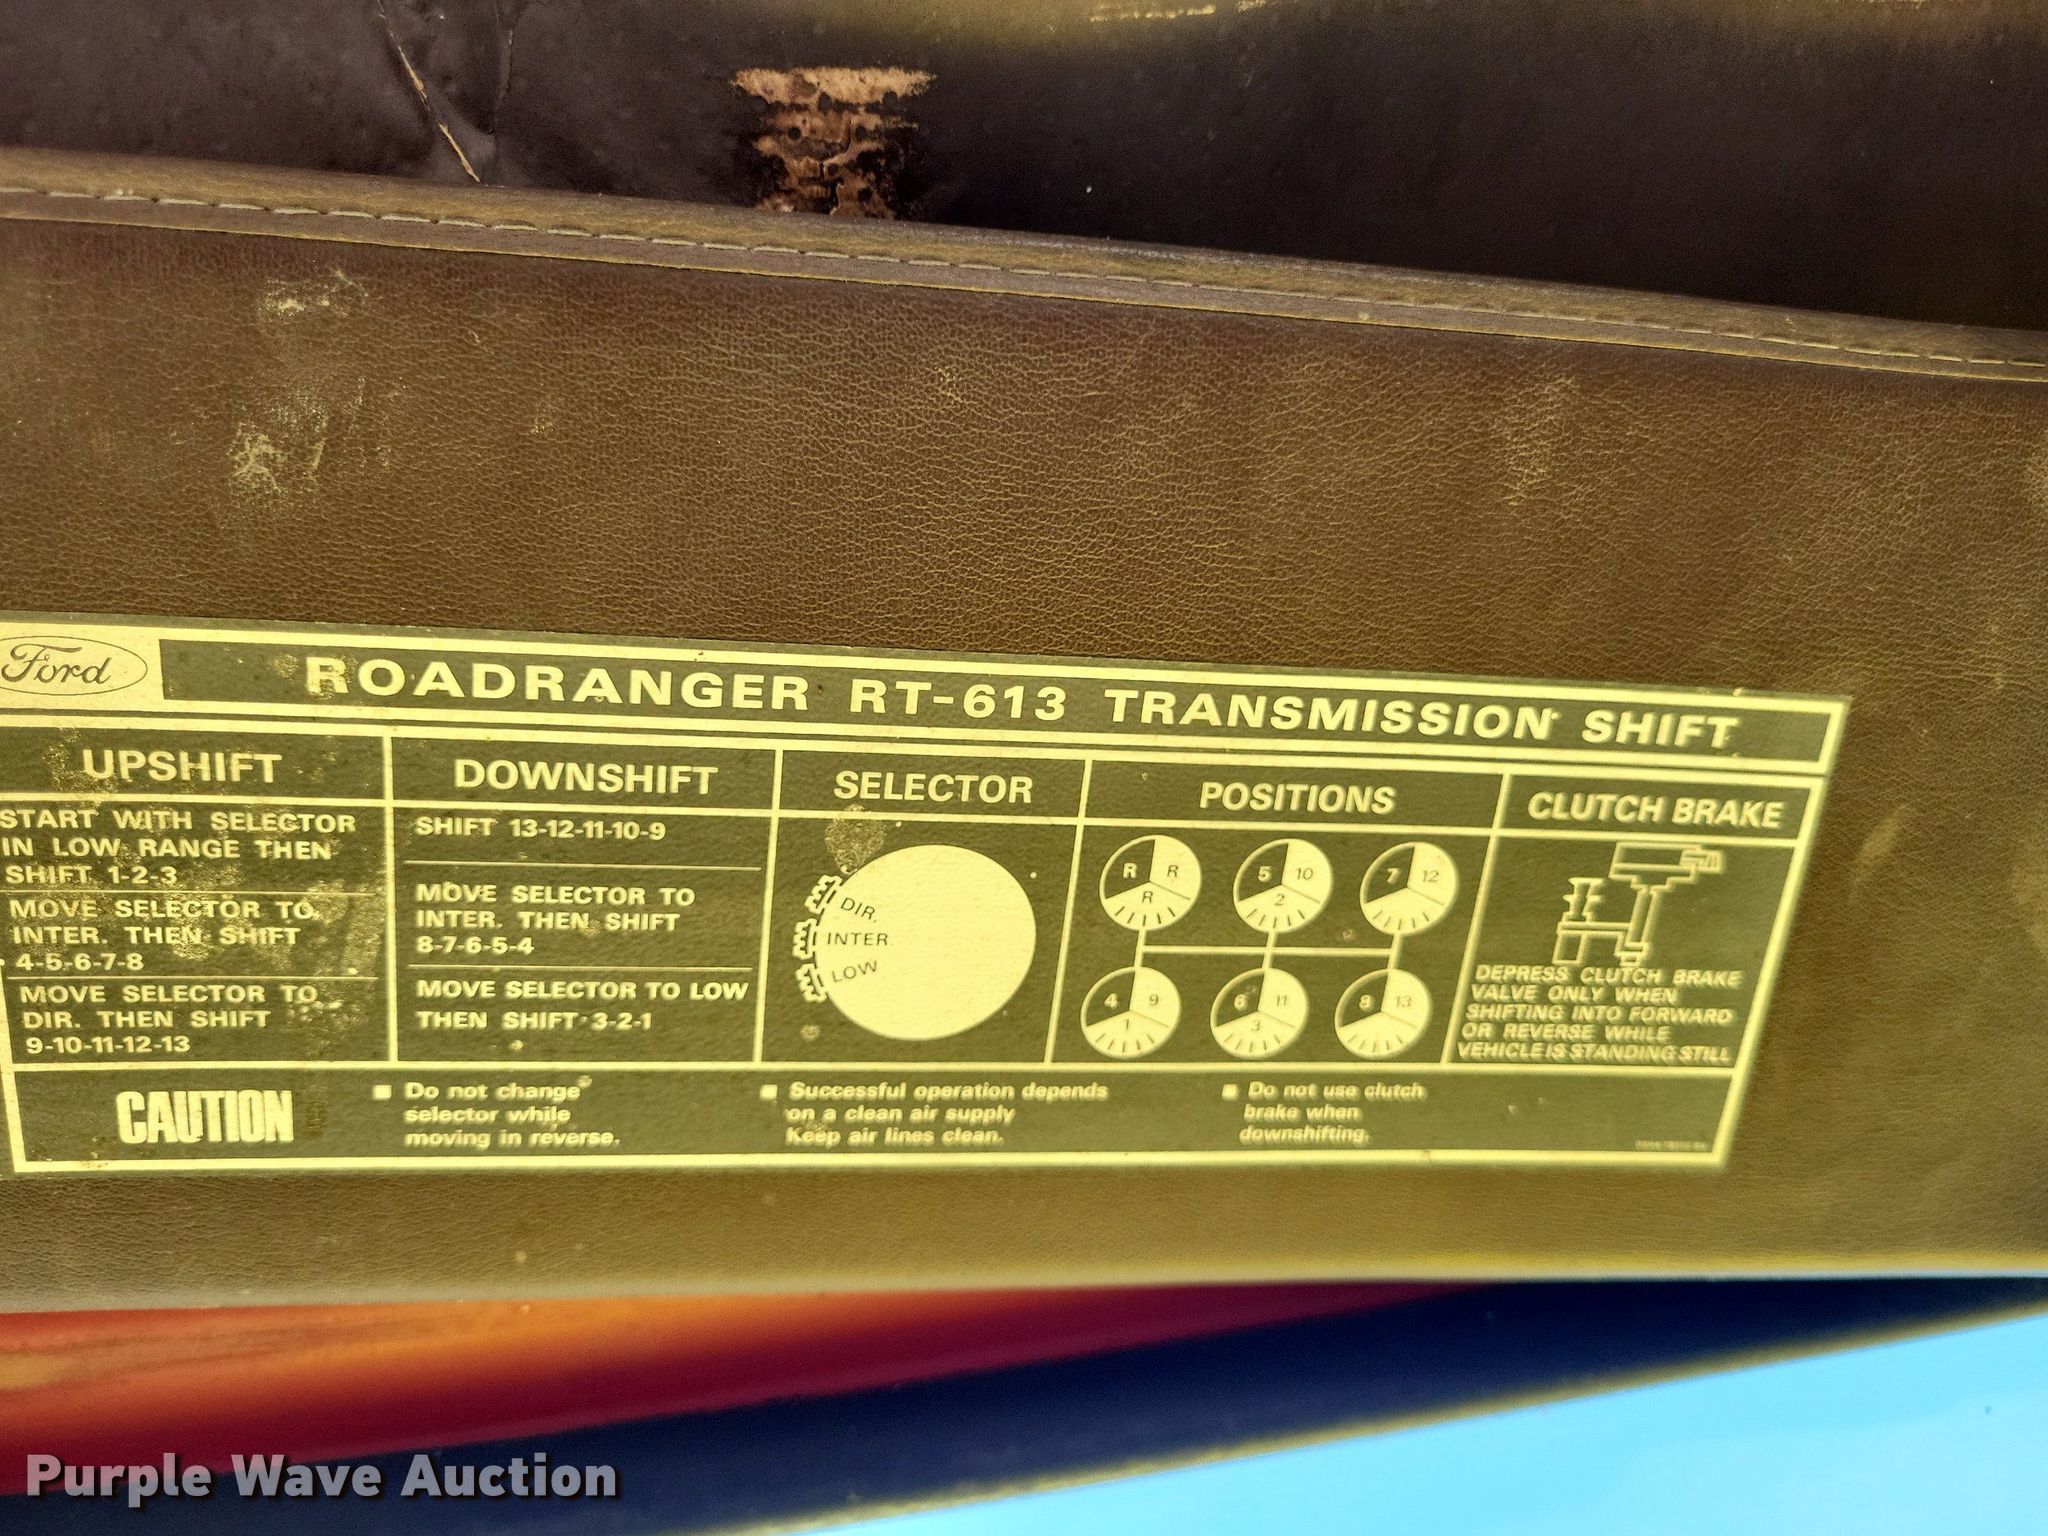 Ford
ROADRANGER RT-613 TRANSMISSION SHIFT
UPSHIFT
START WITH SELECTOR
IN LOW RANGE THEN
SHIFT 1-2-3
MOVE SELECTOR TO
INTER. THEN SHIFT
4-5-6-7-8
MOVE SELECTOR TO
DIR. THEN SHIFT
9-10-11-12-13
DOWNSHIFT
SHIFT 13-12-11-10-9
MOVE SELECTOR TO
INTER. THEN SHIFT
8-7-6-5-4
MOVE SELECTOR TO LOW
THEN SHIFT 3-2-1
SELECTOR
DIR.
INTER.
LOW
POSITIONS
R R
R
5 10
2
7 12
4 9
1
6 11
3
8 13
CLUTCH BRAKE
DEPRESS CLUTCH BRAKE
VALVE ONLY WHEN
SHIFTING INTO FORWARD
OR REVERSE WHILE
VEHICLE IS STANDING STILL
CAUTION
■ Do not change
selector while
moving in reverse.
■ Successful operation depends
on a clean air supply
Keep air lines clean.
■ Do not use clutch
brake when
downshifting.
Purple Wave Auction